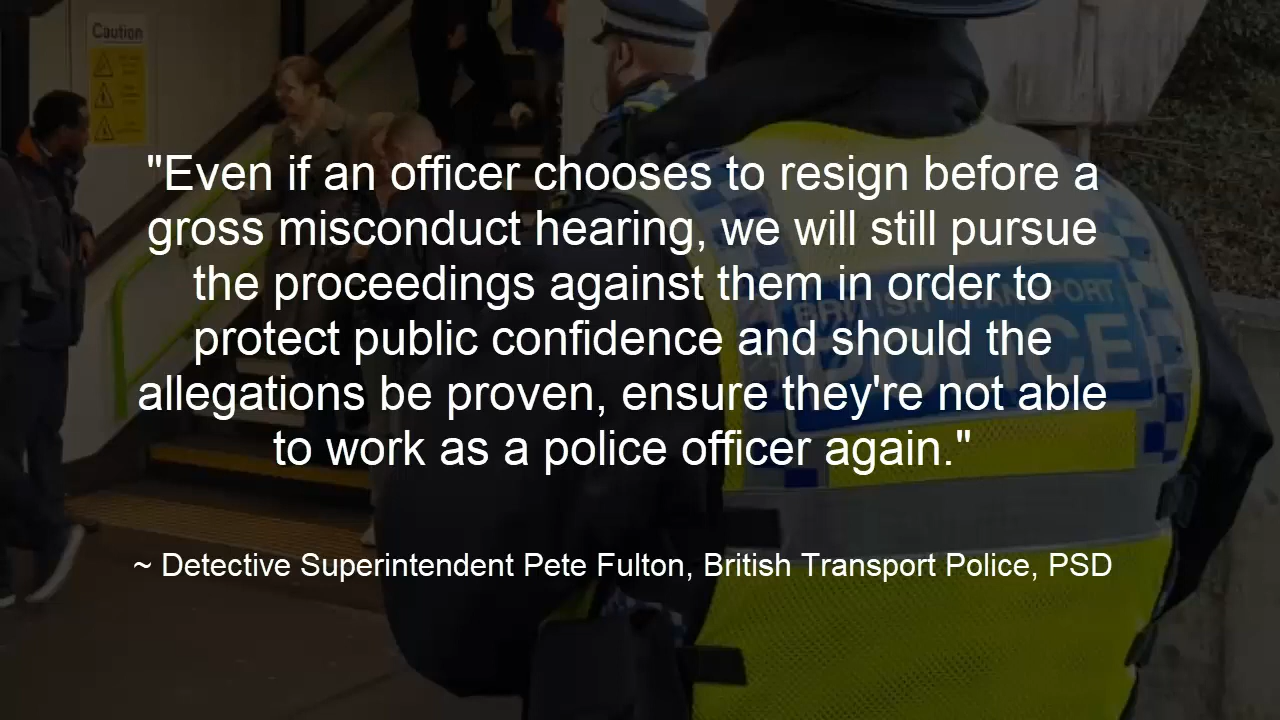 Caution
"Even if an officer chooses to resign before a
gross misconduct hearing, we will still pursue
the proceedings against them in order to
protect public confidence and should the
allegations be proven, ensure they're not able
to work as a police officer again."
~ Detective Superintendent Pete Fulton, British Transport Police, PSD
BRITISH TRANSPORT
POLICE